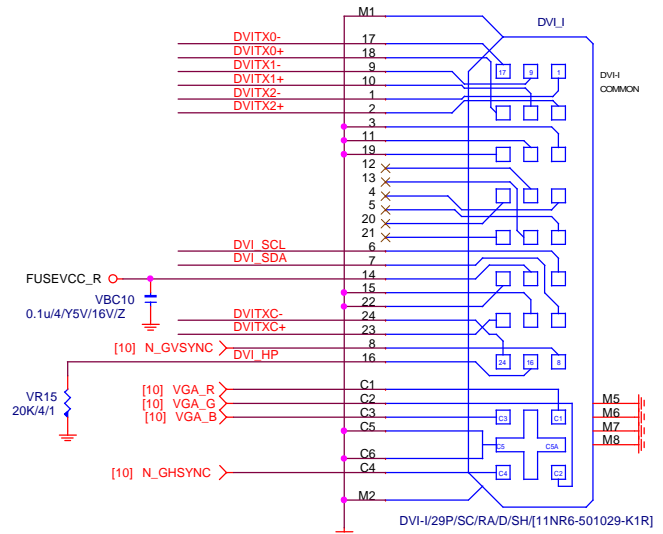 M1
DVI_I
DVITX0- 17
DVITX0+ 18
DVITX1- 9
DVITX1+ 10
DVITX2- 1
DVITX2+ 2
17 9 1
DVI-I
COMMON
3
11
19
12
13
4
5
20
21
DVI_SCL 6
DVI_SDA 7
FUSEVCC_R 14
15
22
VBC10
0.1u/4/Y5V/16V/Z
DVITXC- 24
DVITXC+ 23
[10] N_GVSYNC 8
DVI_HP 16
24 16 8
VR15
20K/4/1
[10] VGA_R C1
[10] VGA_G C2
[10] VGA_B C3
C5
C6
[10] N_GHSYNC C4
M2
C3 C1
C5 C5A
C4 C2
M5
M6
M7
M8
DVI-I/29P/SC/RA/D/SH/[11NR6-501029-K1R]